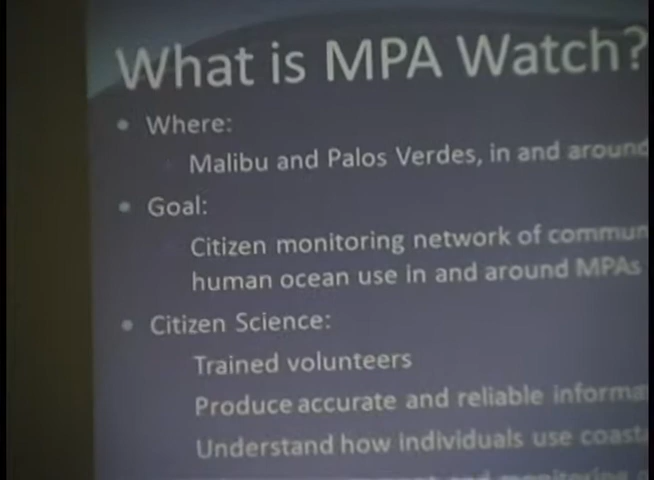 What is MPA Watch?
• Where:
Malibu and Palos Verdes, in and around
• Goal:
Citizen monitoring network of commun
human ocean use in and around MPAs
• Citizen Science:
Trained volunteers
Produce accurate and reliable informa
Understand how individuals use coast
and monitoring